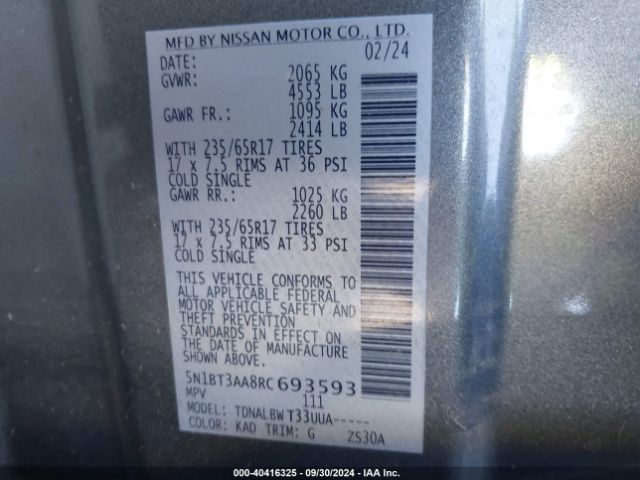 MFD BY NISSAN MOTOR CO., LTD.
DATE: 02/24
GVWR: 2065 KG
4553 LB
GAWR FR.: 1095 KG
2414 LB
WITH 235/65R17 TIRES
17 x 7.5 RIMS AT 36 PSI
COLD SINGLE
GAWR RR.: 1025 KG
2260 LB
WITH 235/65R17 TIRES
17 x 7.5 RIMS AT 33 PSI
COLD SINGLE
THIS VEHICLE CONFORMS TO
ALL APPLICABLE FEDERAL
MOTOR VEHICLE SAFETY AND
THEFT PREVENTION
STANDARDS IN EFFECT ON
THE DATE OF MANUFACTURE
SHOWN ABOVE.
5N1BT3AA8RC693593
MPV 111
MODEL: TDNALBW T33UUA-----
COLOR: KAD TRIM: G ZS30A
000-40416325 - 09/30/2024 - IAA Inc.